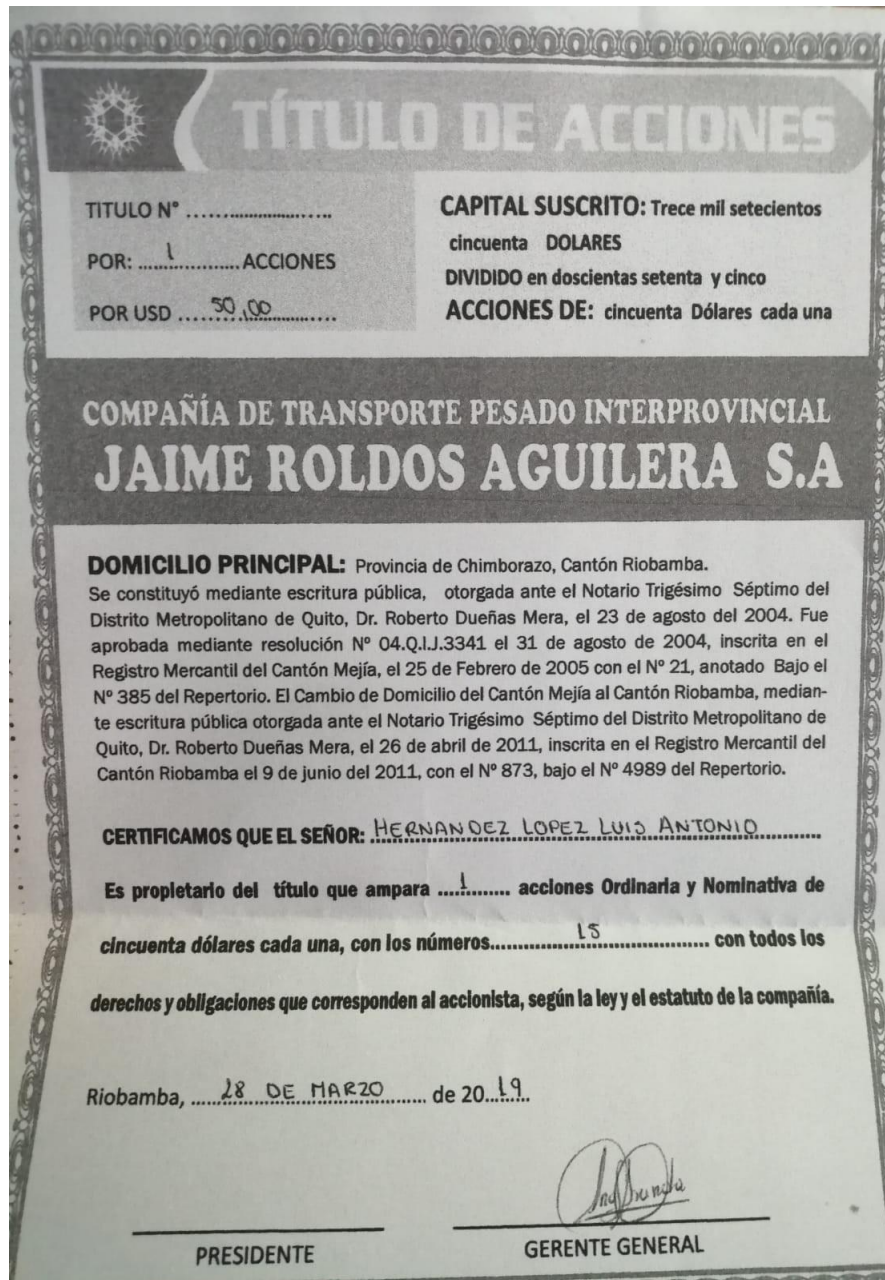 TÍTULO DE ACCIONES
TITULO N° ................................
POR: ......1.............. ACCIONES
POR USD ......50,00..................
CAPITAL SUSCRITO: Trece mil setecientos
cincuenta DOLARES
DIVIDIDO en doscientas setenta y cinco
ACCIONES DE: cincuenta Dólares cada una
COMPAÑÍA DE TRANSPORTE PESADO INTERPROVINCIAL
JAIME ROLDOS AGUILERA S.A
DOMICILIO PRINCIPAL: Provincia de Chimborazo, Cantón Riobamba.
Se constituyó mediante escritura pública, otorgada ante el Notario Trigésimo Séptimo del
Distrito Metropolitano de Quito, Dr. Roberto Dueñas Mera, el 23 de agosto del 2004. Fue
aprobada mediante resolución Nº 04.Q.I.J.3341 el 31 de agosto de 2004, inscrita en el
Registro Mercantil del Cantón Mejía, el 25 de Febrero de 2005 con el Nº 21, anotado Bajo el
Nº 385 del Repertorio. El Cambio de Domicilio del Cantón Mejía al Cantón Riobamba, median-
te escritura pública otorgada ante el Notario Trigésimo Séptimo del Distrito Metropolitano de
Quito, Dr. Roberto Dueñas Mera, el 26 de abril de 2011, inscrita en el Registro Mercantil del
Cantón Riobamba el 9 de junio del 2011, con el Nº 873, bajo el Nº 4989 del Repertorio.
CERTIFICAMOS QUE EL SEÑOR: HERNANDEZ LOPEZ LUIS ANTONIO
Es propietario del título que ampara ....1........ acciones Ordinaria y Nominativa de
cincuenta dólares cada una, con los números................15...................... con todos los
derechos y obligaciones que corresponden al accionista, según la ley y el estatuto de la compañía.
Riobamba, ......28 DE MARZO........ de 20..19..
PRESIDENTE
GERENTE GENERAL